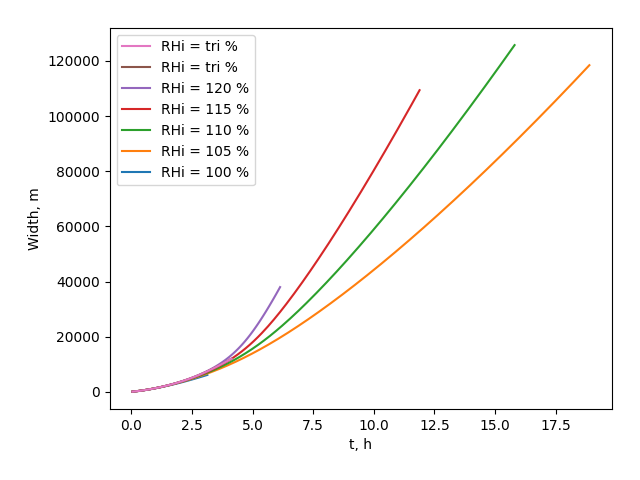 RHi = tri %
RHi = tri %
RHi = 120 %
RHi = 115 %
RHi = 110 %
RHi = 105 %
RHi = 100 %
Width, m
120000
100000
80000
60000
40000
20000
0
0.0 2.5 5.0 7.5 10.0 12.5 15.0 17.5
t, h